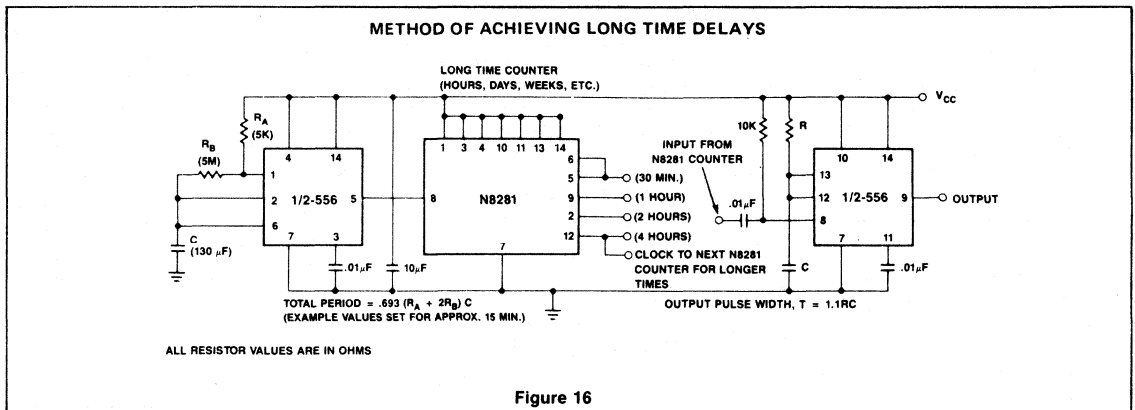 METHOD OF ACHIEVING LONG TIME DELAYS
LONG TIME COUNTER
(HOURS, DAYS, WEEKS, ETC.)
VCC
RA
(5K)
RB
(5M)
C
(130 μF)
4 14
1
2
6
1/2-556
5
7 3
.01μF
10μF
1 3 4 10 11 13 14
8
N8281
7
6
5
9
2
12
(30 MIN.)
(1 HOUR)
(2 HOURS)
(4 HOURS)
CLOCK TO NEXT N8281
COUNTER FOR LONGER
TIMES
INPUT FROM
N8281 COUNTER
.01μF
10K
R
C
10 14
13
12
8
1/2-556
9
OUTPUT
7 11
.01μF
TOTAL PERIOD = .693 (RA + 2RB) C
(EXAMPLE VALUES SET FOR APPROX. 15 MIN.)
OUTPUT PULSE WIDTH, T = 1.1RC
ALL RESISTOR VALUES ARE IN OHMS
Figure 16